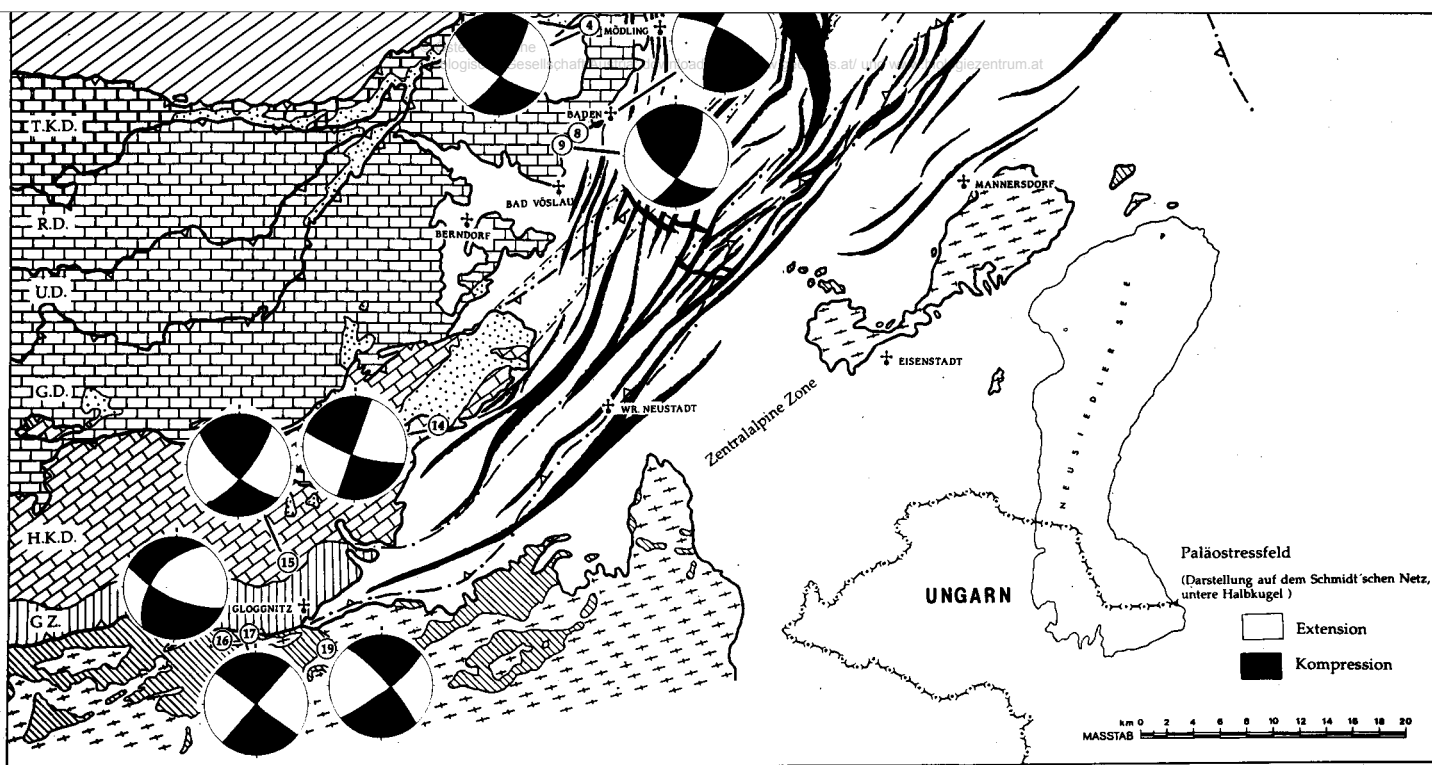 4
MÖDLING
T.K.D.
BADEN
8
9
MANNERSDORF
BAD VÖSLAU
R.D.
BERNDORF
U.D.
EISENSTADT
G.D.
WR. NEUSTADT
14
Zentralalpine Zone
NEUSIEDLER SEE
H.K.D.
15
Paläostressfeld
(Darstellung auf dem Schmidt'schen Netz,
untere Halbkugel )
UNGARN
GLOGGNITZ
G.Z.
16
17
19
Extension
Kompression
km 0 2 4 6 8 10 12 14 16 18 20
MASSTAB